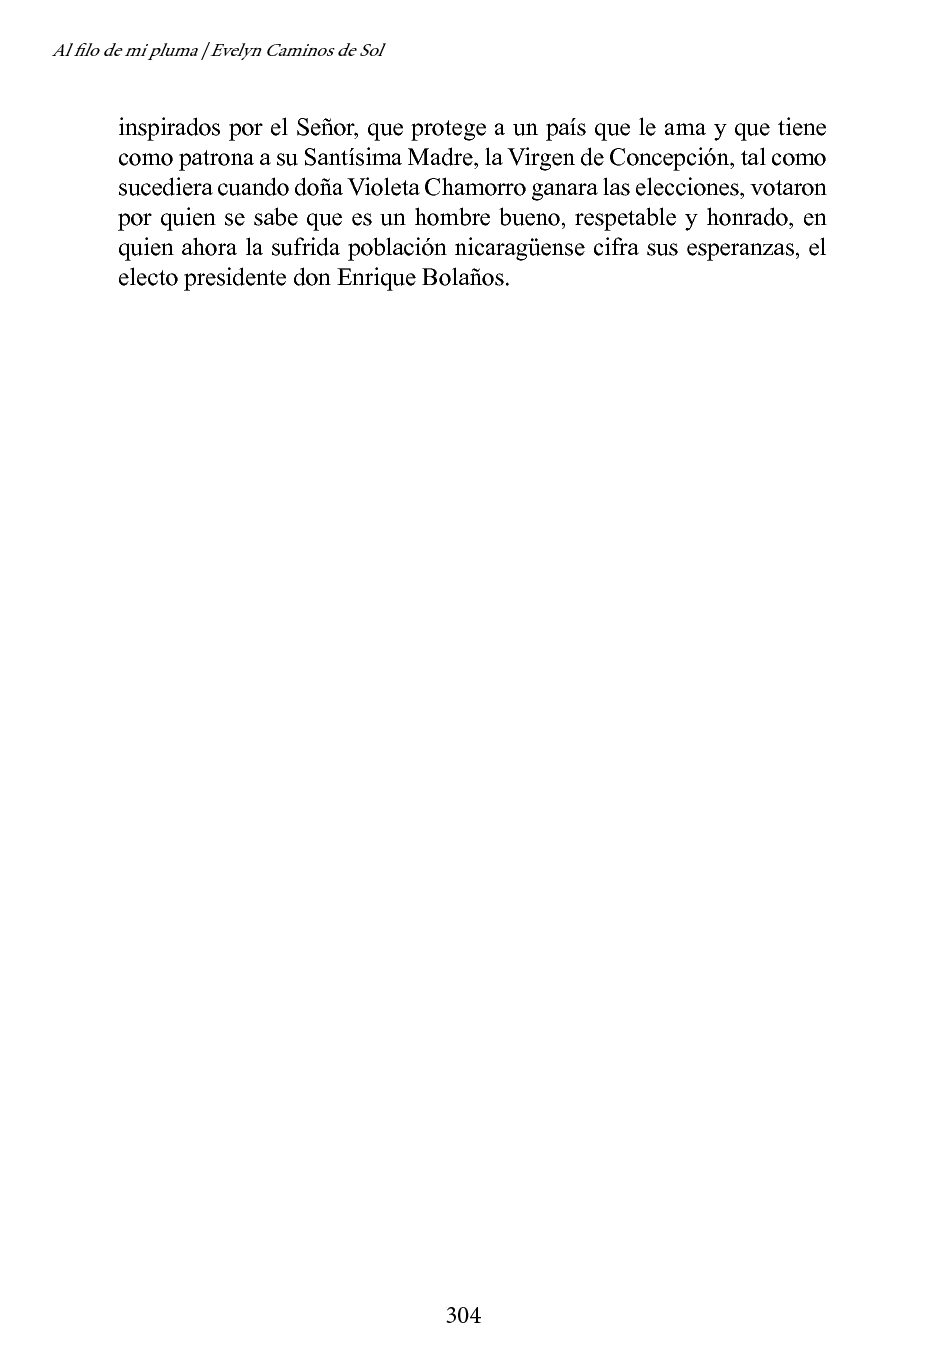 Al filo de mi pluma | Evelyn Caminos de Sol
inspirados por el Señor, que protege a un país que le ama y que tiene
como patrona a su Santísima Madre, la Virgen de Concepción, tal como
sucediera cuando doña Violeta Chamorro ganara las elecciones, votaron
por quien se sabe que es un hombre bueno, respetable y honrado, en
quien ahora la sufrida población nicaragüense cifra sus esperanzas, el
electo presidente don Enrique Bolaños.
304